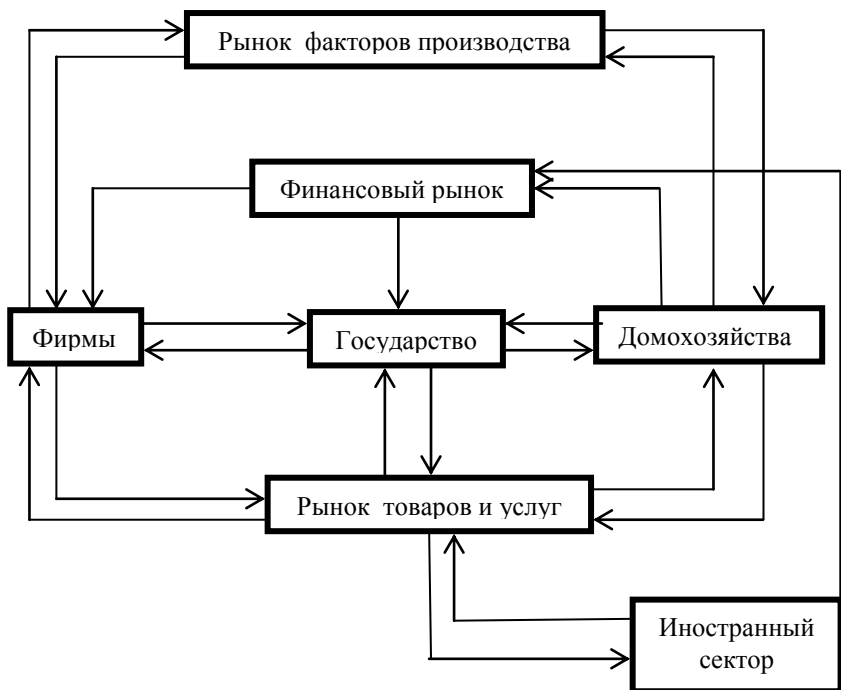 Рынок факторов производства
Финансовый рынок
Фирмы
Государство
Домохозяйства
Рынок товаров и услуг
Иностранный
сектор